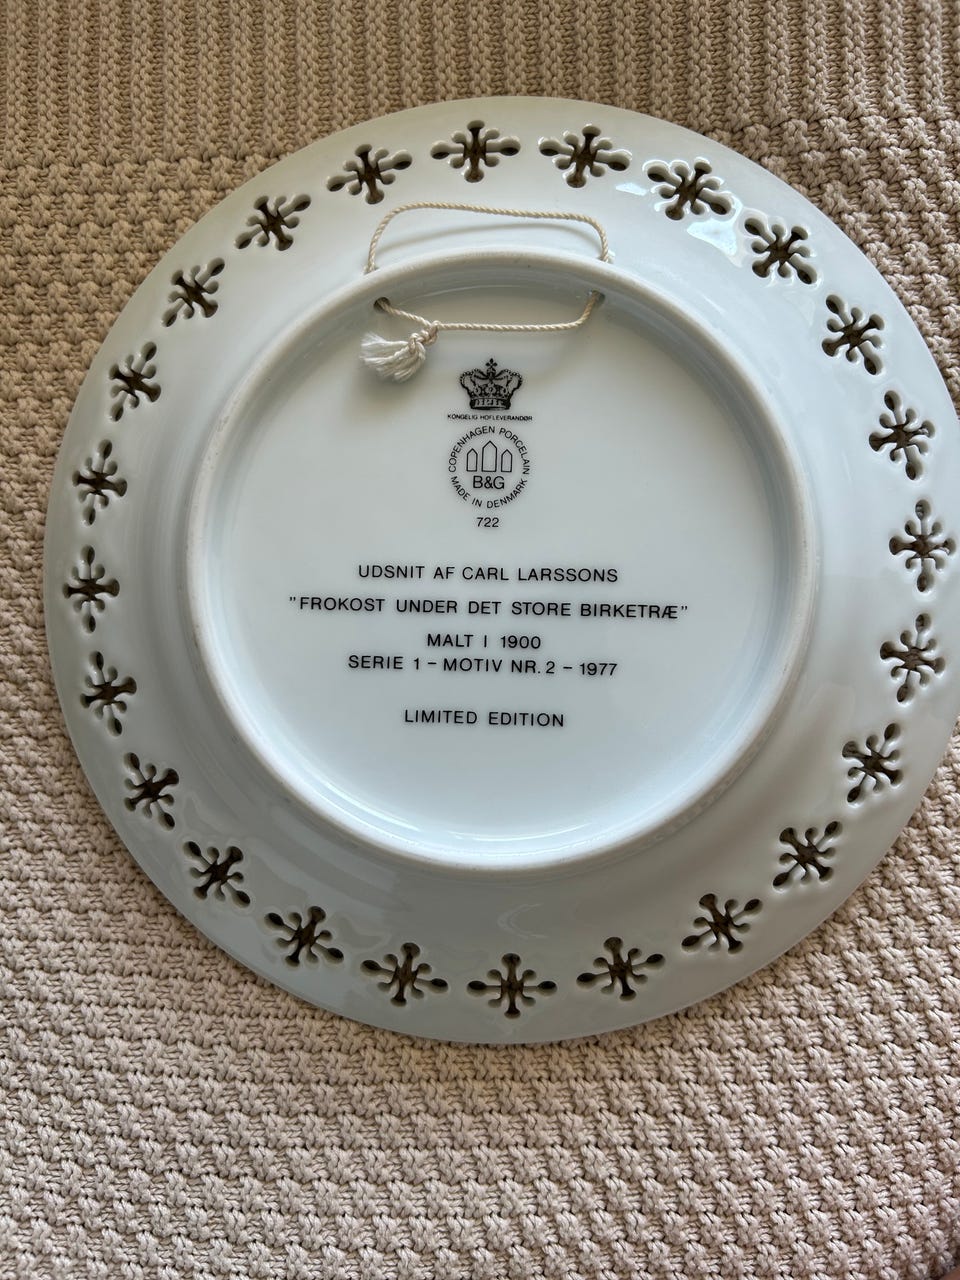 KONGELIG HOFLEVERANDØR
COPENHAGEN PORCELAIN
B&G
MADE IN DENMARK
722
UDSNIT AF CARL LARSSONS
"FROKOST UNDER DET STORE BIRKETRÆ"
MALT I 1900
SERIE 1 - MOTIV NR. 2 - 1977
LIMITED EDITION